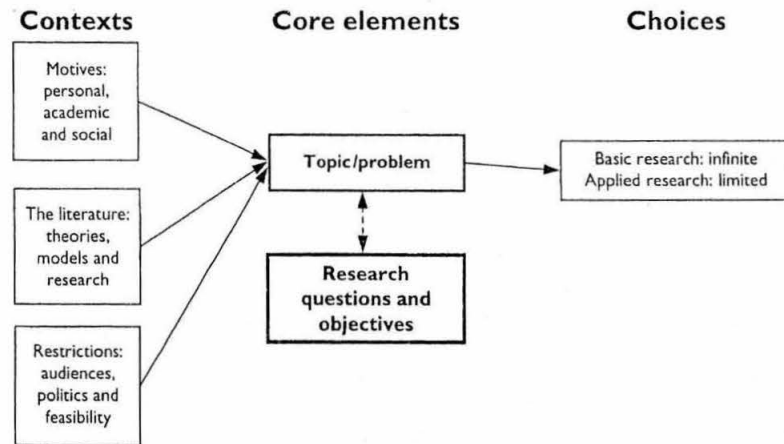 Contexts
Core elements
Choices
Motives:
personal,
academic
and social
The literature:
theories,
models and
research
Restrictions:
audiences,
politics and
feasibility
Topic/problem
Research
questions and
objectives
Basic research: infinite
Applied research: limited